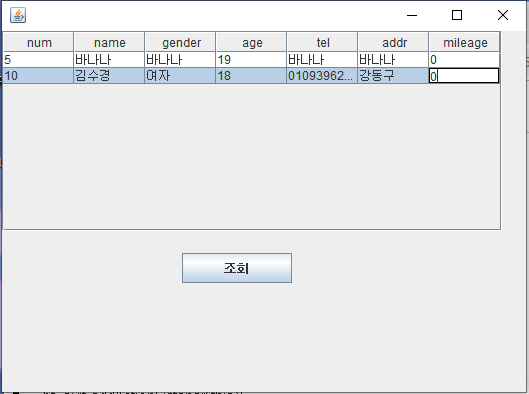 num name gender age tel addr mileage
5 바나나 바나나 19 바나나 바나나 0
10 김수경 여자 18 01093962... 강동구 0
조회